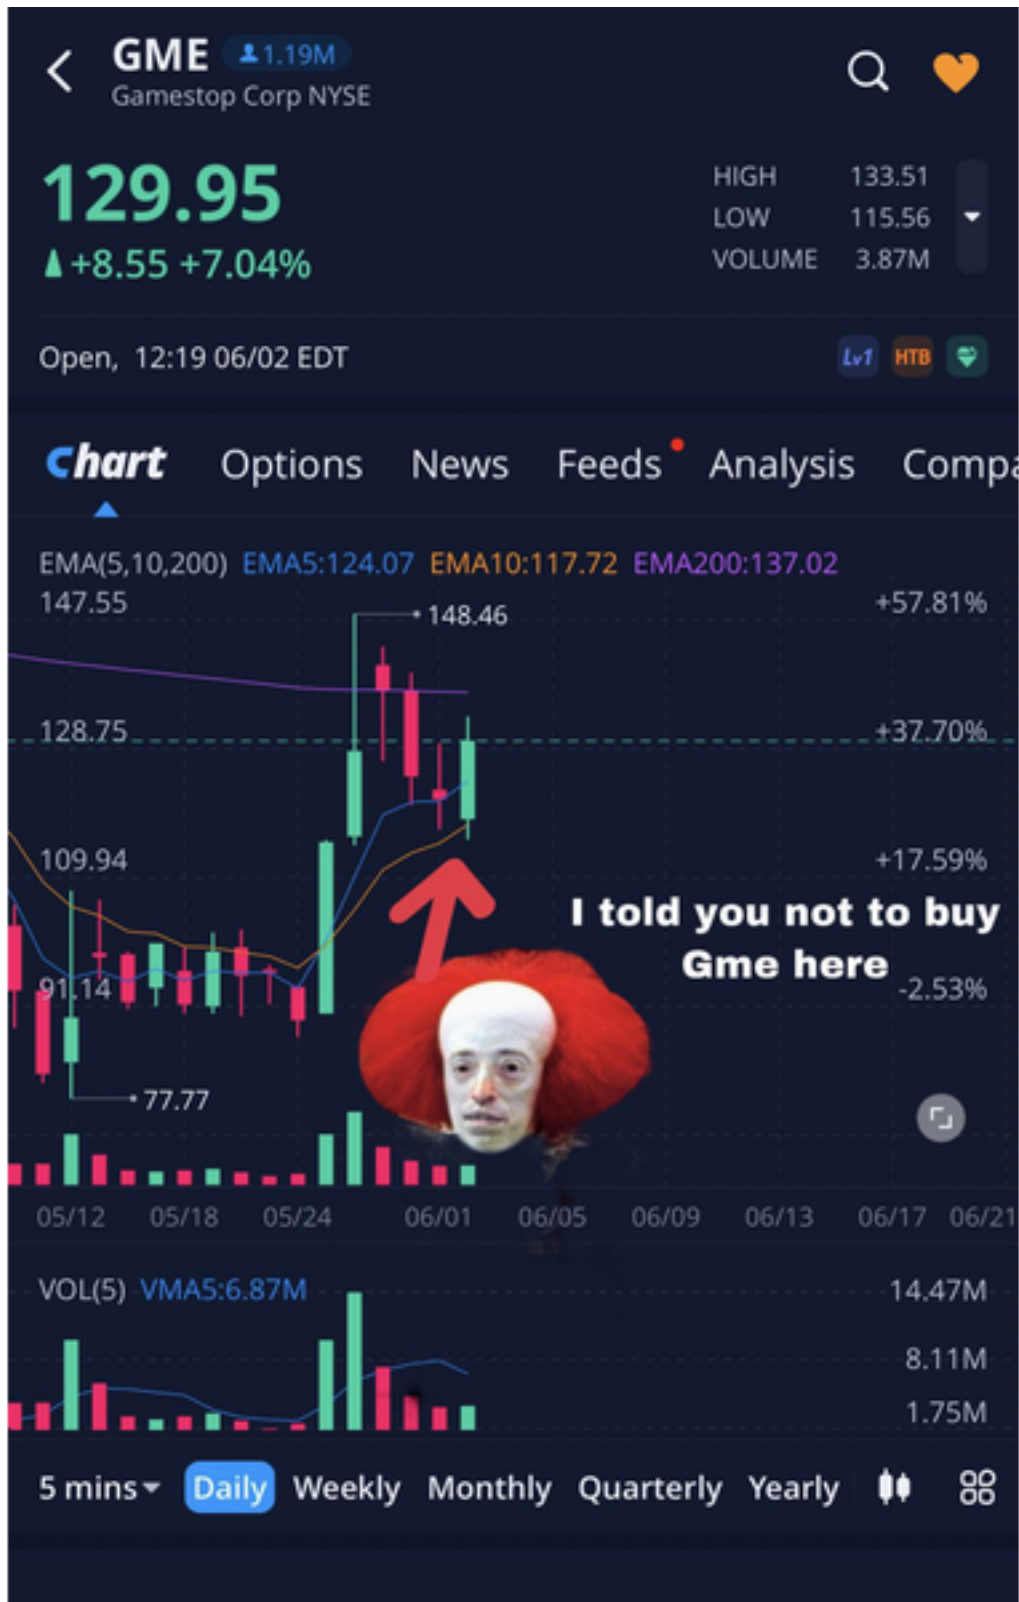 GME 1.19M
Gamestop Corp NYSE
129.95
+8.55 +7.04%
HIGH 133.51
LOW 115.56
VOLUME 3.87M
Open, 12:19 06/02 EDT
Lv1 HTB
Chart Options News Feeds Analysis Compa
EMA(5,10,200) EMA5:124.07 EMA10:117.72 EMA200:137.02
147.55 +57.81%
148.46
128.75 +37.70%
109.94 +17.59%
I told you not to buy
Gme here
91.14 -2.53%
77.77
05/12 05/18 05/24 06/01 06/05 06/09 06/13 06/17 06/21
VOL(5) VMA5:6.87M 14.47M
8.11M
1.75M
5 mins Daily Weekly Monthly Quarterly Yearly